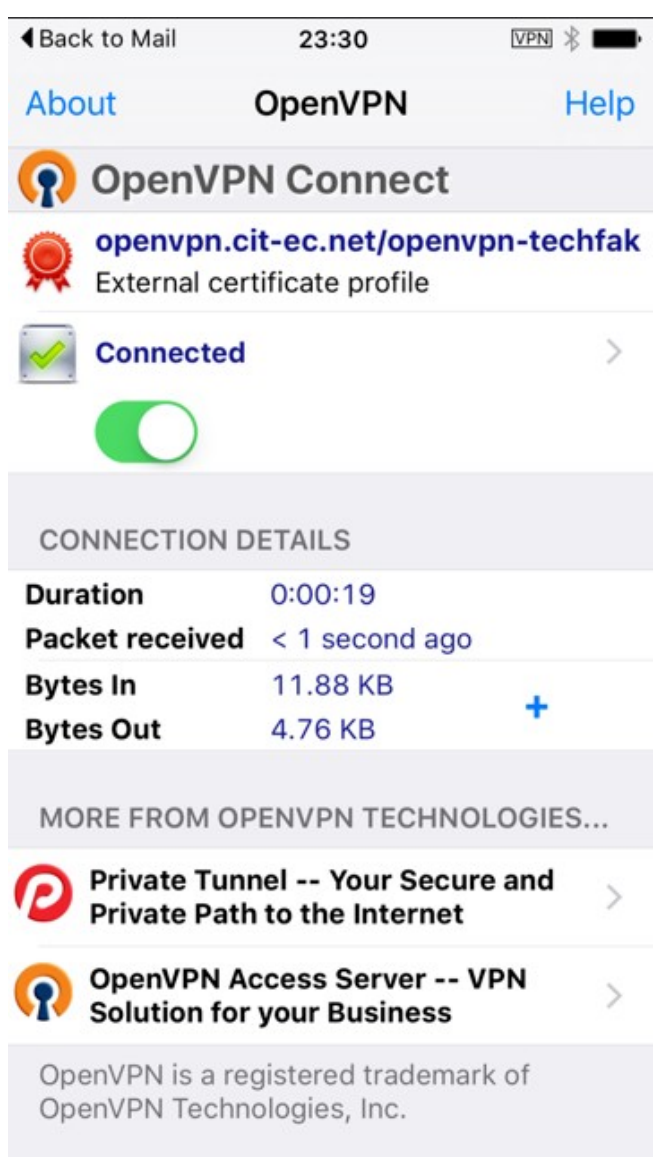 Back to Mail 23:30 VPN
About OpenVPN Help
OpenVPN Connect
openvpn.cit-ec.net/openvpn-techfak
External certificate profile
Connected
CONNECTION DETAILS
Duration 0:00:19
Packet received < 1 second ago
Bytes In 11.88 KB
+
Bytes Out 4.76 KB
MORE FROM OPENVPN TECHNOLOGIES...
Private Tunnel -- Your Secure and
Private Path to the Internet
OpenVPN Access Server -- VPN
Solution for your Business
OpenVPN is a registered trademark of
OpenVPN Technologies, Inc.